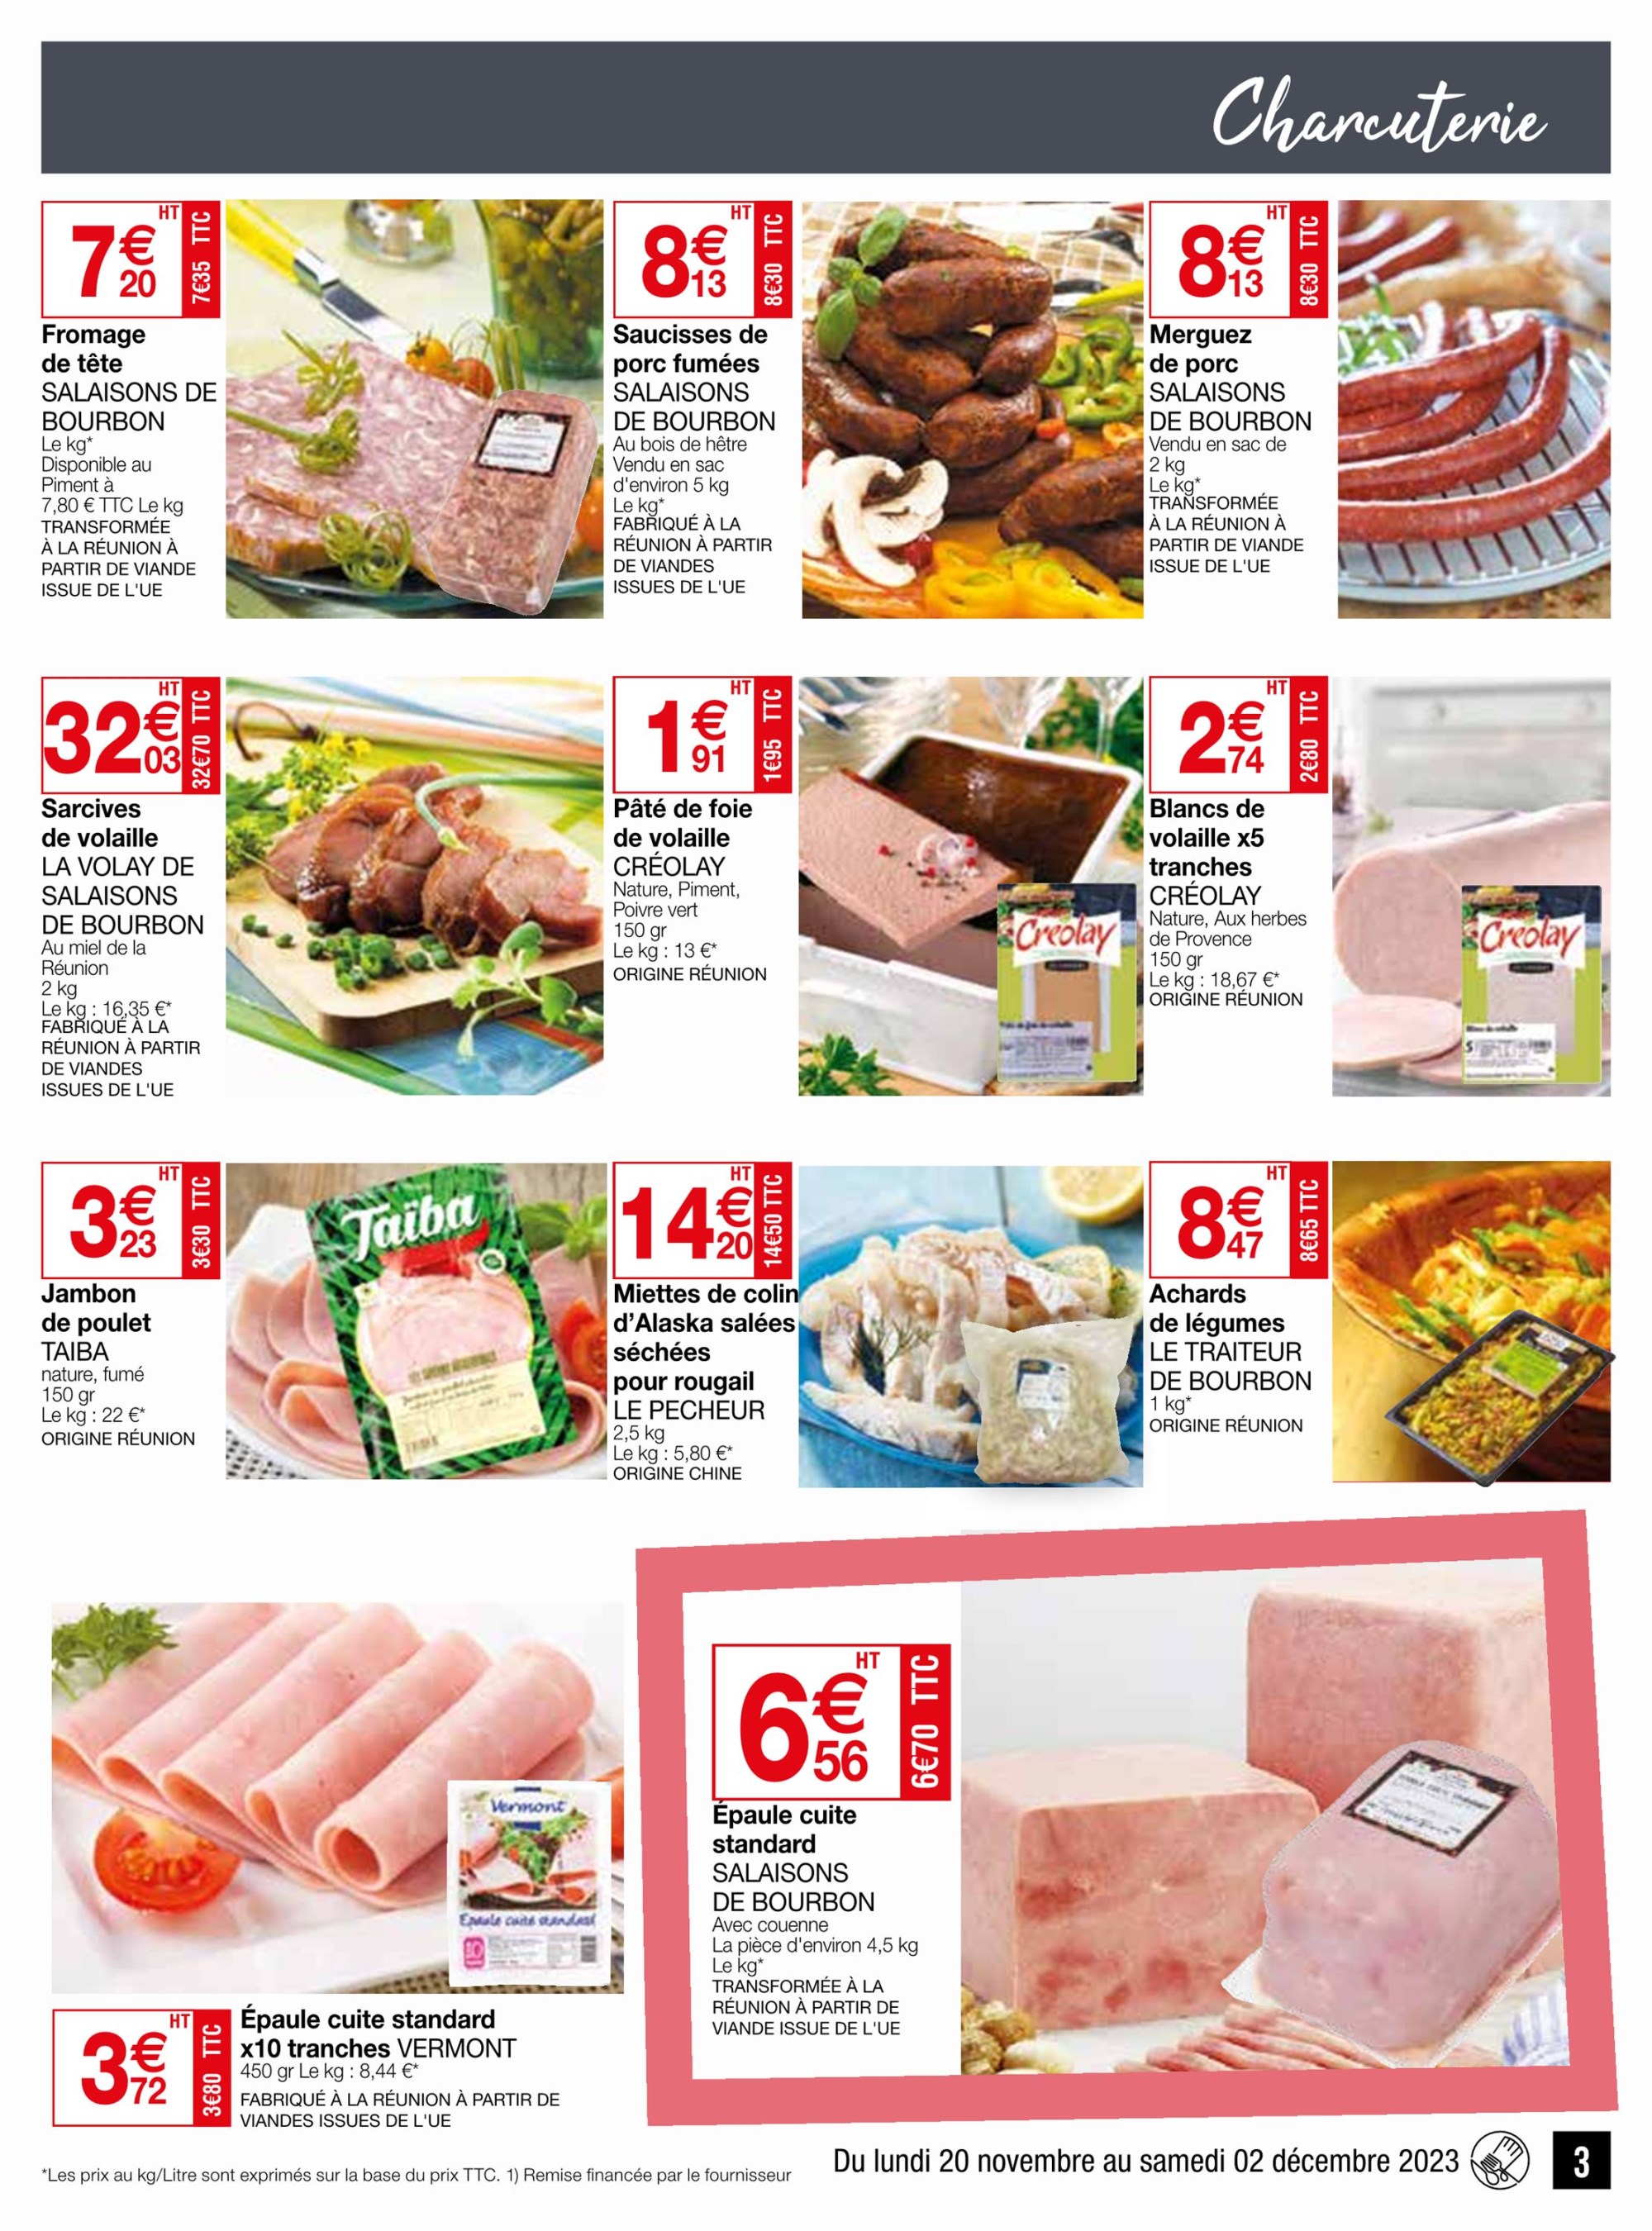 Charcuterie
HT
7€20
7€35 TTC
Fromage
de tête
SALAISONS DE
BOURBON
Le kg*
Disponible au
Piment à
7,80 € TTC Le kg
TRANSFORMÉE
À LA RÉUNION À
PARTIR DE VIANDE
ISSUE DE L'UE
HT
8€13
8€30 TTC
Saucisses de
porc fumées
SALAISONS
DE BOURBON
Au bois de hêtre
Vendu en sac
d'environ 5 kg
Le kg*
FABRIQUÉ À LA
RÉUNION À PARTIR
DE VIANDES
ISSUES DE L'UE
HT
8€13
8€30 TTC
Merguez
de porc
SALAISONS
DE BOURBON
Vendu en sac de
2 kg
Le kg*
TRANSFORMÉE
À LA RÉUNION À
PARTIR DE VIANDE
ISSUE DE L'UE
HT
32€03
32€70 TTC
Sarcives
de volaille
LA VOLAY DE
SALAISONS
DE BOURBON
Au miel de la
Réunion
2 kg
Le kg : 16,35 €*
FABRIQUÉ À LA
RÉUNION À PARTIR
DE VIANDES
ISSUES DE L'UE
HT
1€91
1€95 TTC
Pâté de foie
de volaille
CRÉOLAY
Nature, Piment,
Poivre vert
150 gr
Le kg : 13 €*
ORIGINE RÉUNION
Creolay
HT
2€74
2€80 TTC
Blancs de
volaille x5
tranches
CRÉOLAY
Nature, Aux herbes
de Provence
150 gr
Le kg : 18,67 €*
ORIGINE RÉUNION
Creolay
HT
3€23
3€30 TTC
Jambon
de poulet
TAIBA
nature, fumé
150 gr
Le kg : 22 €*
ORIGINE RÉUNION
Taïba
HT
14€20
14€50 TTC
Miettes de colin
d’Alaska salées
séchées
pour rougail
LE PECHEUR
2,5 kg
Le kg : 5,80 €*
ORIGINE CHINE
HT
8€47
8€65 TTC
Achards
de légumes
LE TRAITEUR
DE BOURBON
1 kg*
ORIGINE RÉUNION
Vermont
Epaule cuite standard
10
HT
3€72
3€80 TTC
Épaule cuite standard
x10 tranches VERMONT
450 gr Le kg : 8,44 €*
FABRIQUÉ À LA RÉUNION À PARTIR DE
VIANDES ISSUES DE L'UE
HT
6€56
6€70 TTC
Épaule cuite
standard
SALAISONS
DE BOURBON
Avec couenne
La pièce d'environ 4,5 kg
Le kg*
TRANSFORMÉE À LA
RÉUNION À PARTIR DE
VIANDE ISSUE DE L'UE
*Les prix au kg/Litre sont exprimés sur la base du prix TTC. 1) Remise financée par le fournisseur
Du lundi 20 novembre au samedi 02 décembre 2023
3